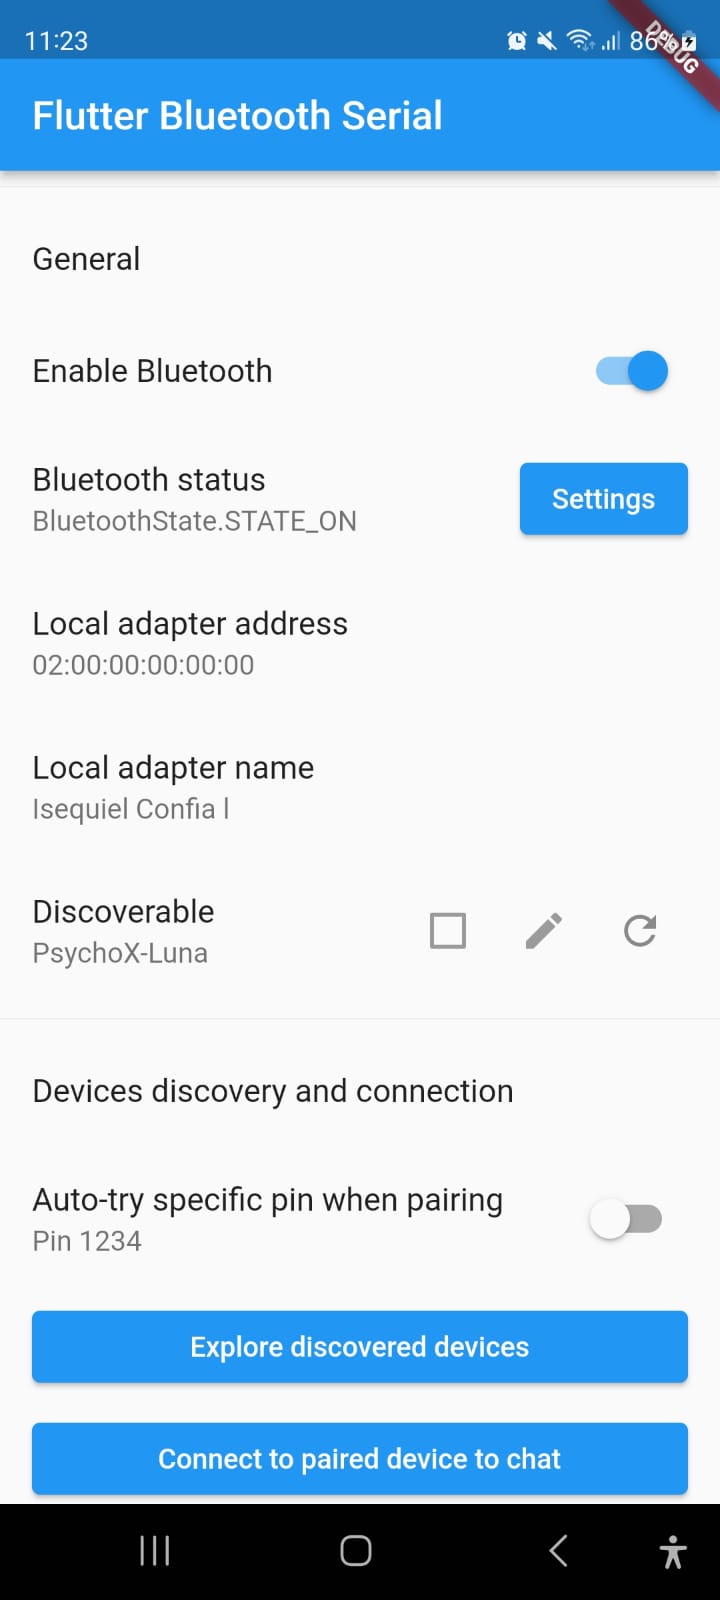 11:23
86%
DEBUG
Flutter Bluetooth Serial
General
Enable Bluetooth
Bluetooth status
BluetoothState.STATE_ON
Settings
Local adapter address
02:00:00:00:00:00
Local adapter name
Isequiel Confia l
Discoverable
PsychoX-Luna
Devices discovery and connection
Auto-try specific pin when pairing
Pin 1234
Explore discovered devices
Connect to paired device to chat